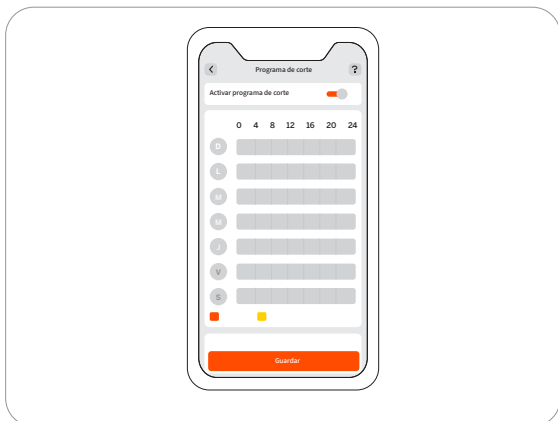 Programa de corte ?
Activar programa de corte
0 4 8 12 16 20 24
D
L
M
M
J
V
S
Guardar